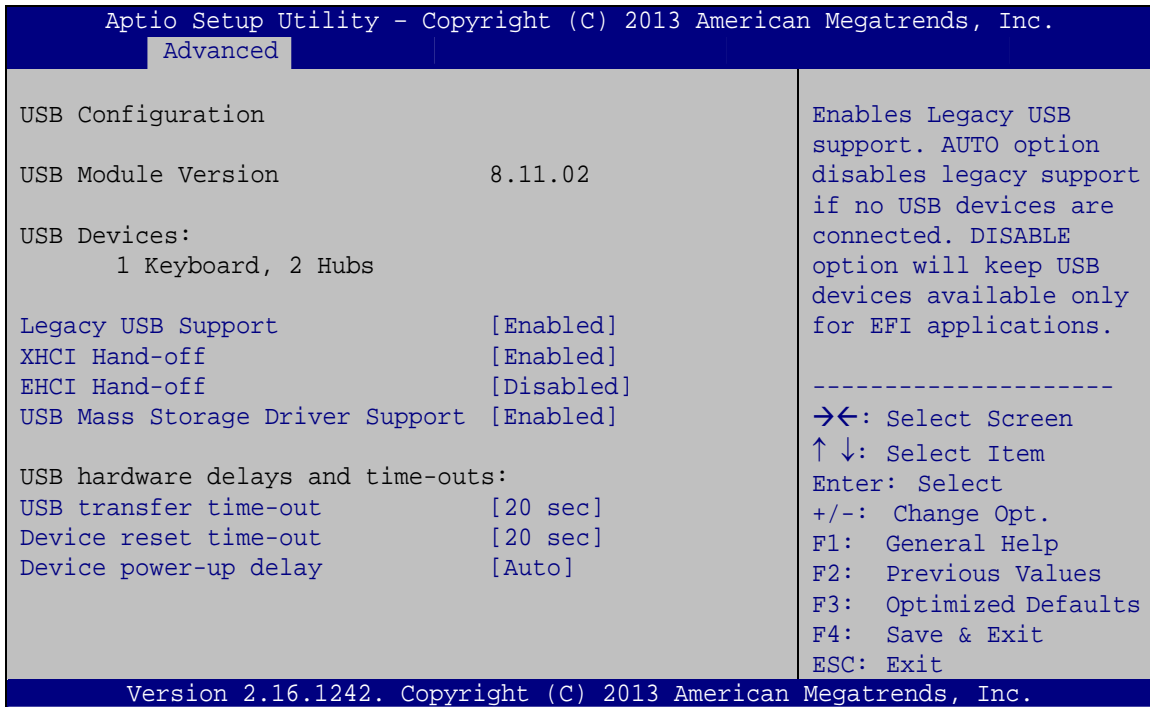 Aptio Setup Utility – Copyright (C) 2013 American Megatrends, Inc.
Advanced
USB Configuration
USB Module Version 8.11.02
USB Devices:
1 Keyboard, 2 Hubs
Legacy USB Support [Enabled]
XHCI Hand-off [Enabled]
EHCI Hand-off [Disabled]
USB Mass Storage Driver Support [Enabled]
USB hardware delays and time-outs:
USB transfer time-out [20 sec]
Device reset time-out [20 sec]
Device power-up delay [Auto]
Enables Legacy USB
support. AUTO option
disables legacy support
if no USB devices are
connected. DISABLE
option will keep USB
devices available only
for EFI applications.
---------------------
→←: Select Screen
↑ ↓: Select Item
Enter: Select
+/-: Change Opt.
F1: General Help
F2: Previous Values
F3: Optimized Defaults
F4: Save & Exit
ESC: Exit
Version 2.16.1242. Copyright (C) 2013 American Megatrends, Inc.